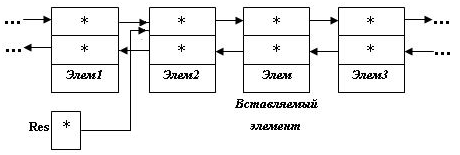 ... * * * * ...
... * * * * ...
Элем1 Элем2 Элем Элем3
Вставляемый
элемент
Res *